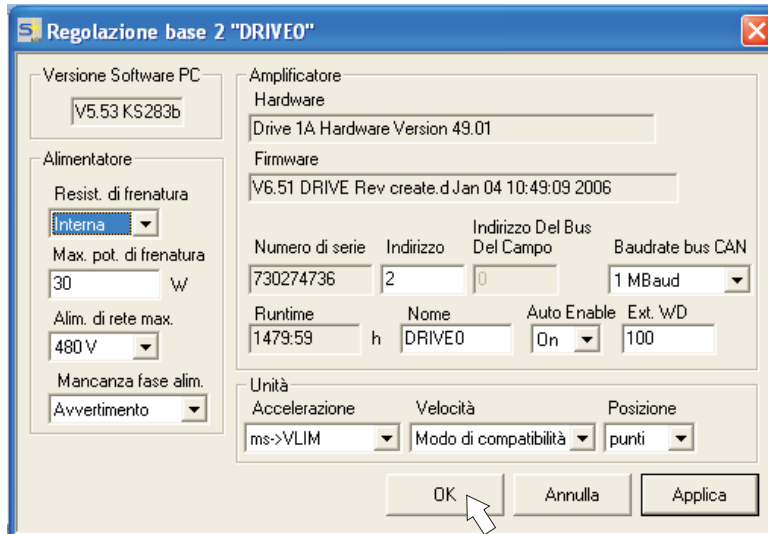 Regolazione base 2 "DRIVE0"
Versione Software PC
V5.53 KS283b
Alimentatore
Resist. di frenatura
Interna
Max. pot. di frenatura
30 W
Alim. di rete max.
480 V
Mancanza fase alim.
Avvertimento
Amplificatore
Hardware
Drive 1A Hardware Version 49.01
Firmware
V6.51 DRIVE Rev create.d Jan 04 10:49:09 2006
Numero di serie
730274736
Indirizzo
2
Indirizzo Del Bus
Del Campo
0
Baudrate bus CAN
1 MBaud
Runtime
1479:59 h
Nome
DRIVE0
Auto Enable
On
Ext. WD
100
Unità
Accelerazione
ms->VLIM
Velocità
Modo di compatibilità
Posizione
punti
OK
Annulla
Applica